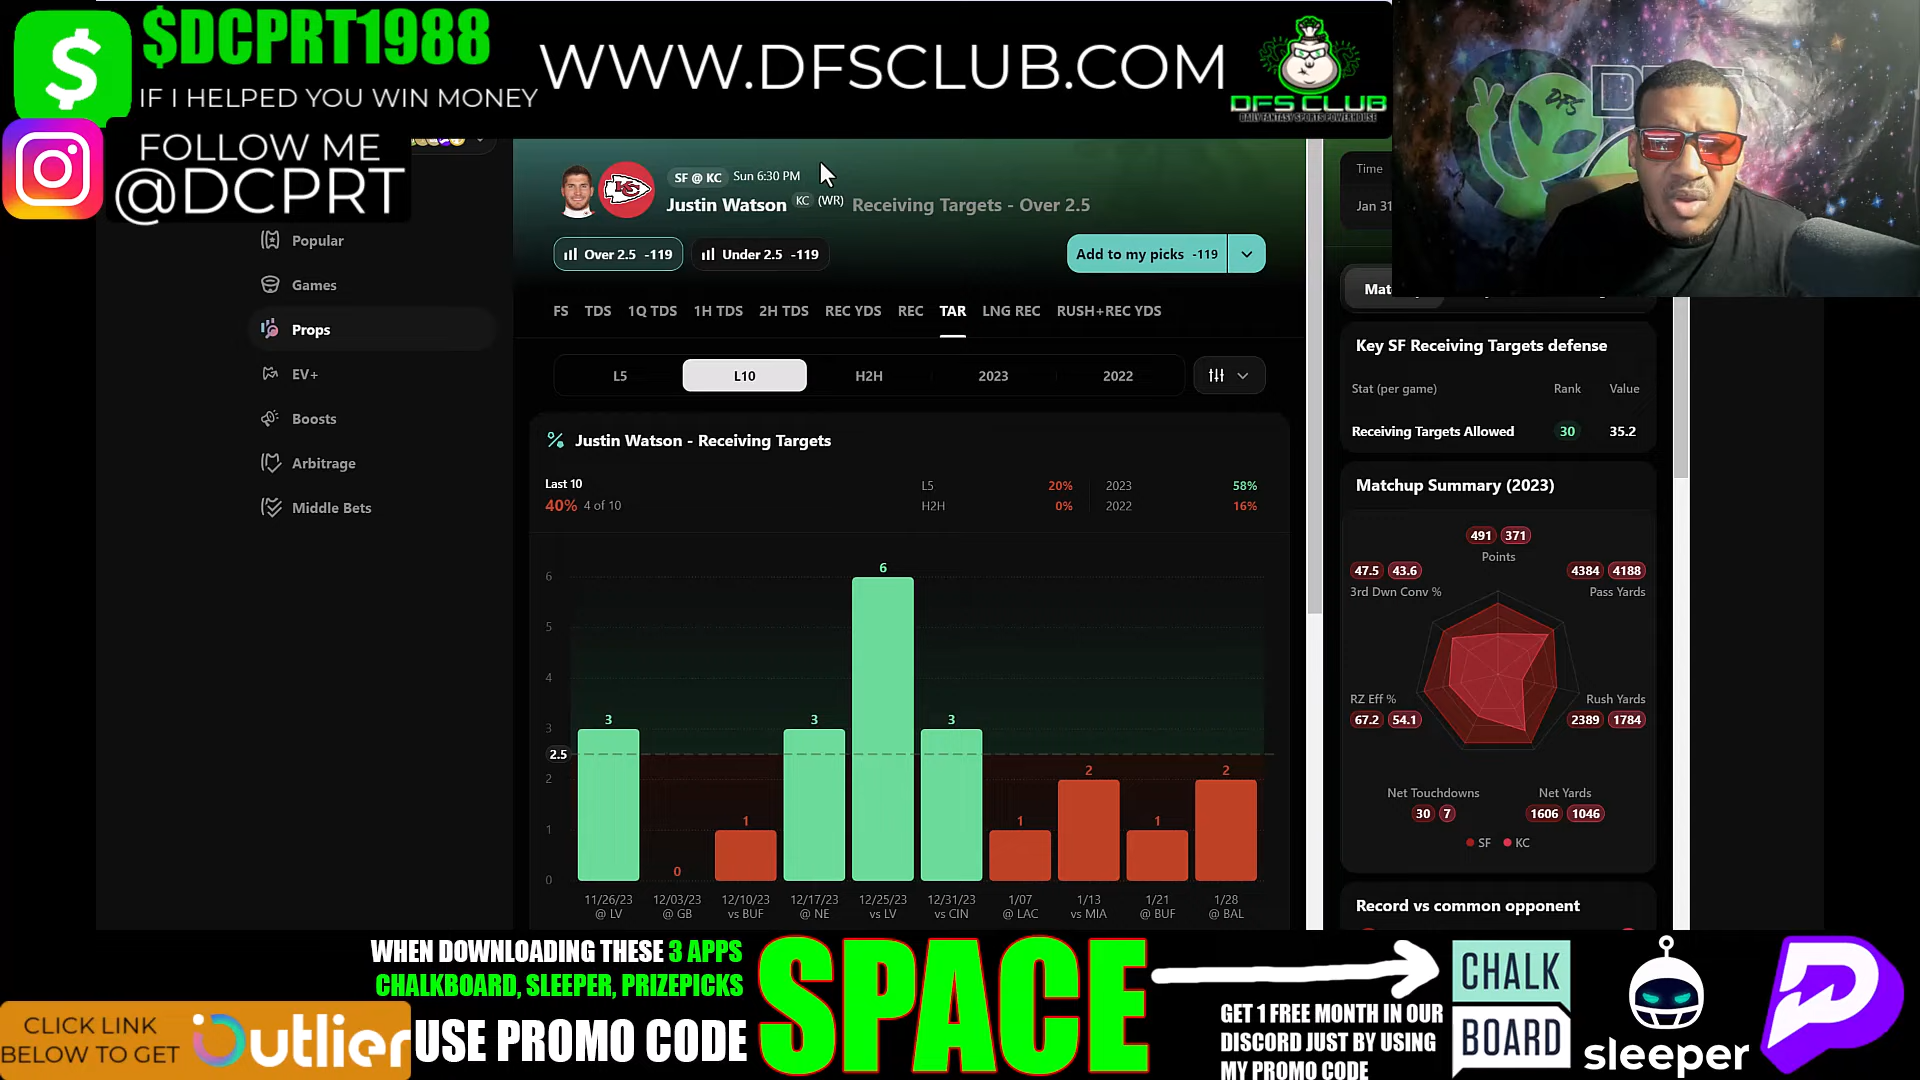 $DCPRT1988
IF I HELPED YOU WIN MONEY
WWW.DFSCLUB.COM
DFS CLUB
DAILY FANTASY SPORTS POWERHOUSE
FOLLOW ME
@DCPRT
DFS
Popular
Games
Props
EV+
Boosts
Arbitrage
Middle Bets
SF @ KC Sun 6:30 PM
Justin Watson KC (WR) Receiving Targets - Over 2.5
Over 2.5 -119
Under 2.5 -119
Add to my picks -119
FS TDS 1Q TDS 1H TDS 2H TDS REC YDS REC TAR LNG REC RUSH+REC YDS
L5 L10 H2H 2023 2022
Justin Watson - Receiving Targets
Last 10
40% 4 of 10
L5 20% 2023 58%
H2H 0% 2022 16%
6
5
4
3
2.5
2
1
0
3 0 1 3 6 3 1 2 1 2
11/26/23 12/03/23 12/10/23 12/17/23 12/25/23 12/31/23 1/07 1/13 1/21 1/28
@ LV @ GB vs BUF @ NE vs LV vs CIN @ LAC vs MIA @ BUF @ BAL
Time
Jan 31
Key SF Receiving Targets defense
Stat (per game) Rank Value
Receiving Targets Allowed 30 35.2
Matchup Summary (2023)
491 371
Points
47.5 43.6
3rd Dwn Conv %
4384 4188
Pass Yards
RZ Eff %
67.2 54.1
Rush Yards
2389 1784
Net Touchdowns
30 7
Net Yards
1606 1046
SF KC
Record vs common opponent
WHEN DOWNLOADING THESE 3 APPS
CHALKBOARD, SLEEPER, PRIZEPICKS
USE PROMO CODE
SPACE
CLICK LINK
BELOW TO GET
Outlier
GET 1 FREE MONTH IN OUR
DISCORD JUST BY USING
MY PROMO CODE
CHALK
BOARD
sleeper